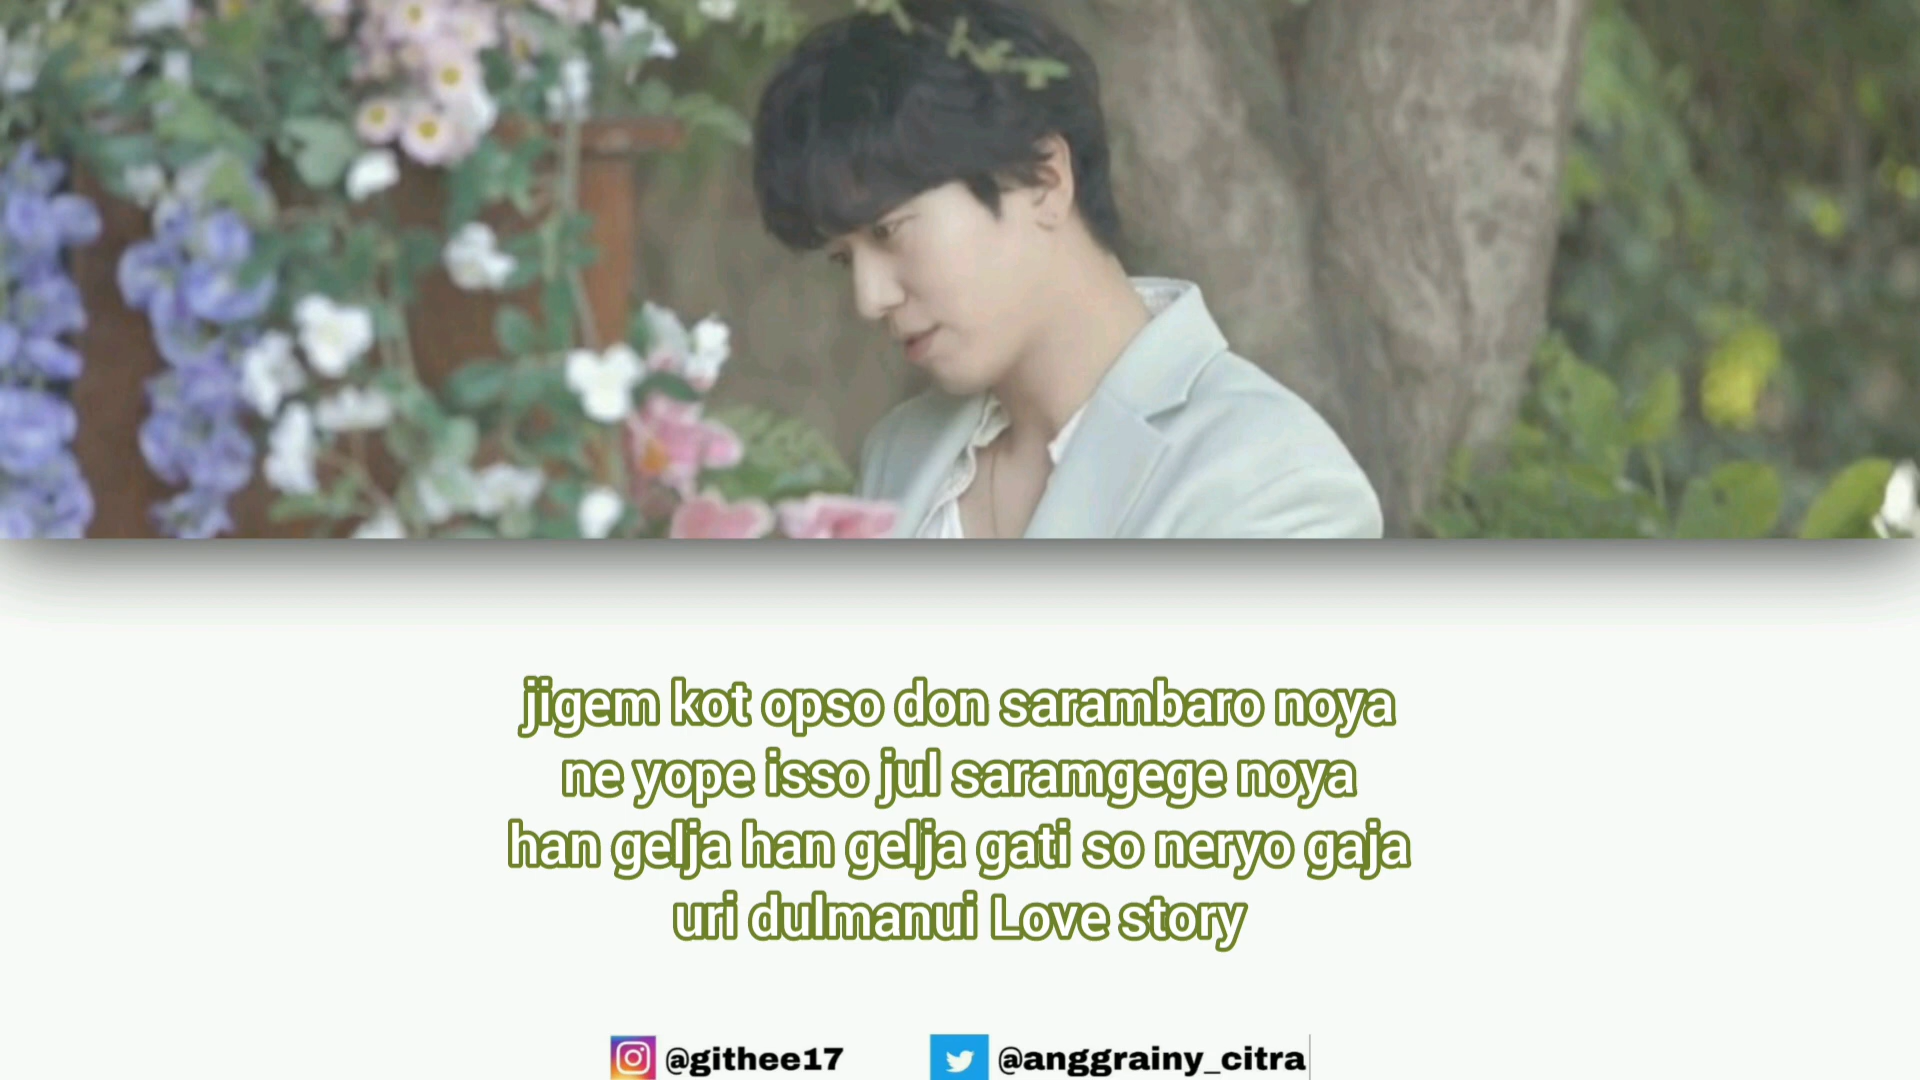 jigem kot opso don sarambaro noya
ne yope isso jul saramgege noya
han gelja han gelja gati so neryo gaja
uri dulmanui Love story
@githee17 @anggrainy_citra